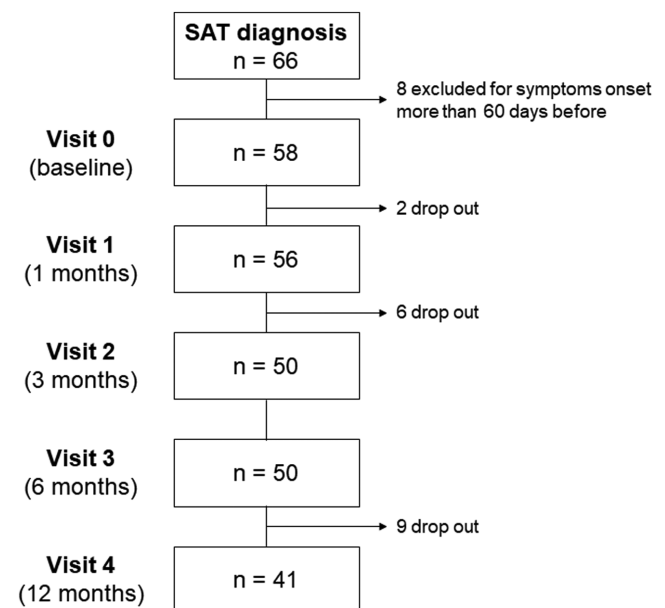 SAT diagnosis
n = 66
8 excluded for symptoms onset
more than 60 days before
Visit 0
(baseline)
n = 58
2 drop out
Visit 1
(1 months)
n = 56
6 drop out
Visit 2
(3 months)
n = 50
Visit 3
(6 months)
n = 50
9 drop out
Visit 4
(12 months)
n = 41